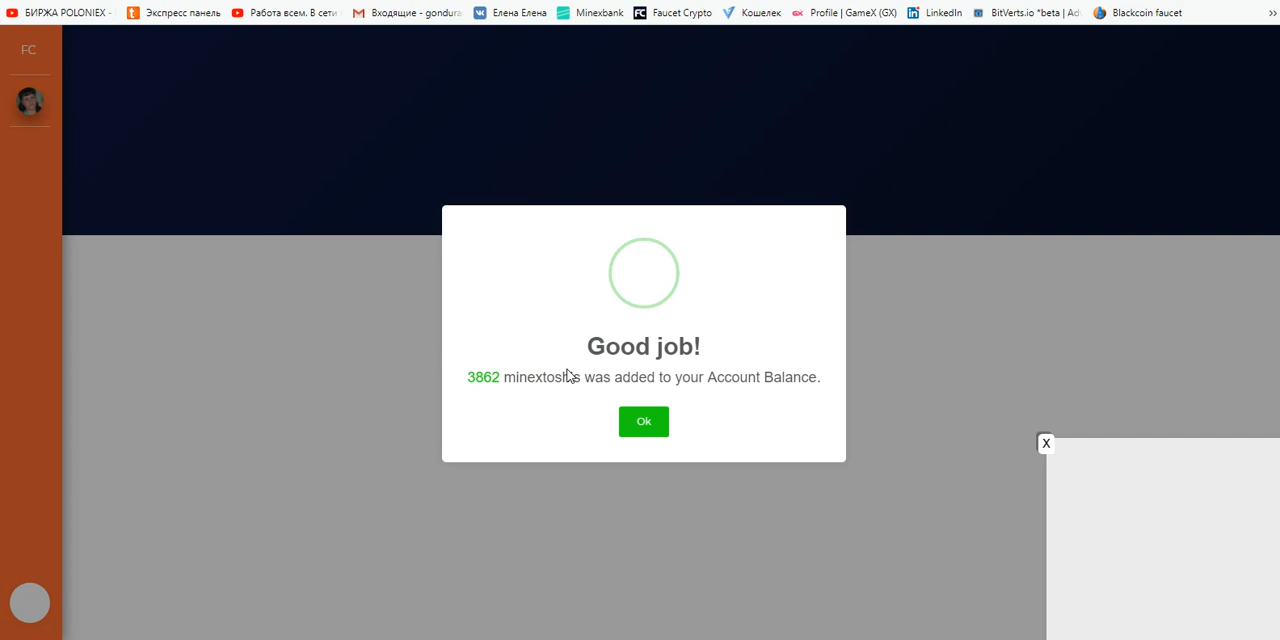 БИРЖА POLONIEX - Экспресс панель Работа всем. В сети Входящие - gondura Елена Елена Minexbank Faucet Crypto Кошелек Profile | GameX (GX) LinkedIn BitVerts.io *beta | Ad Blackcoin faucet »
FC
Good job!
3862 minextoshis was added to your Account Balance.
Ok
X